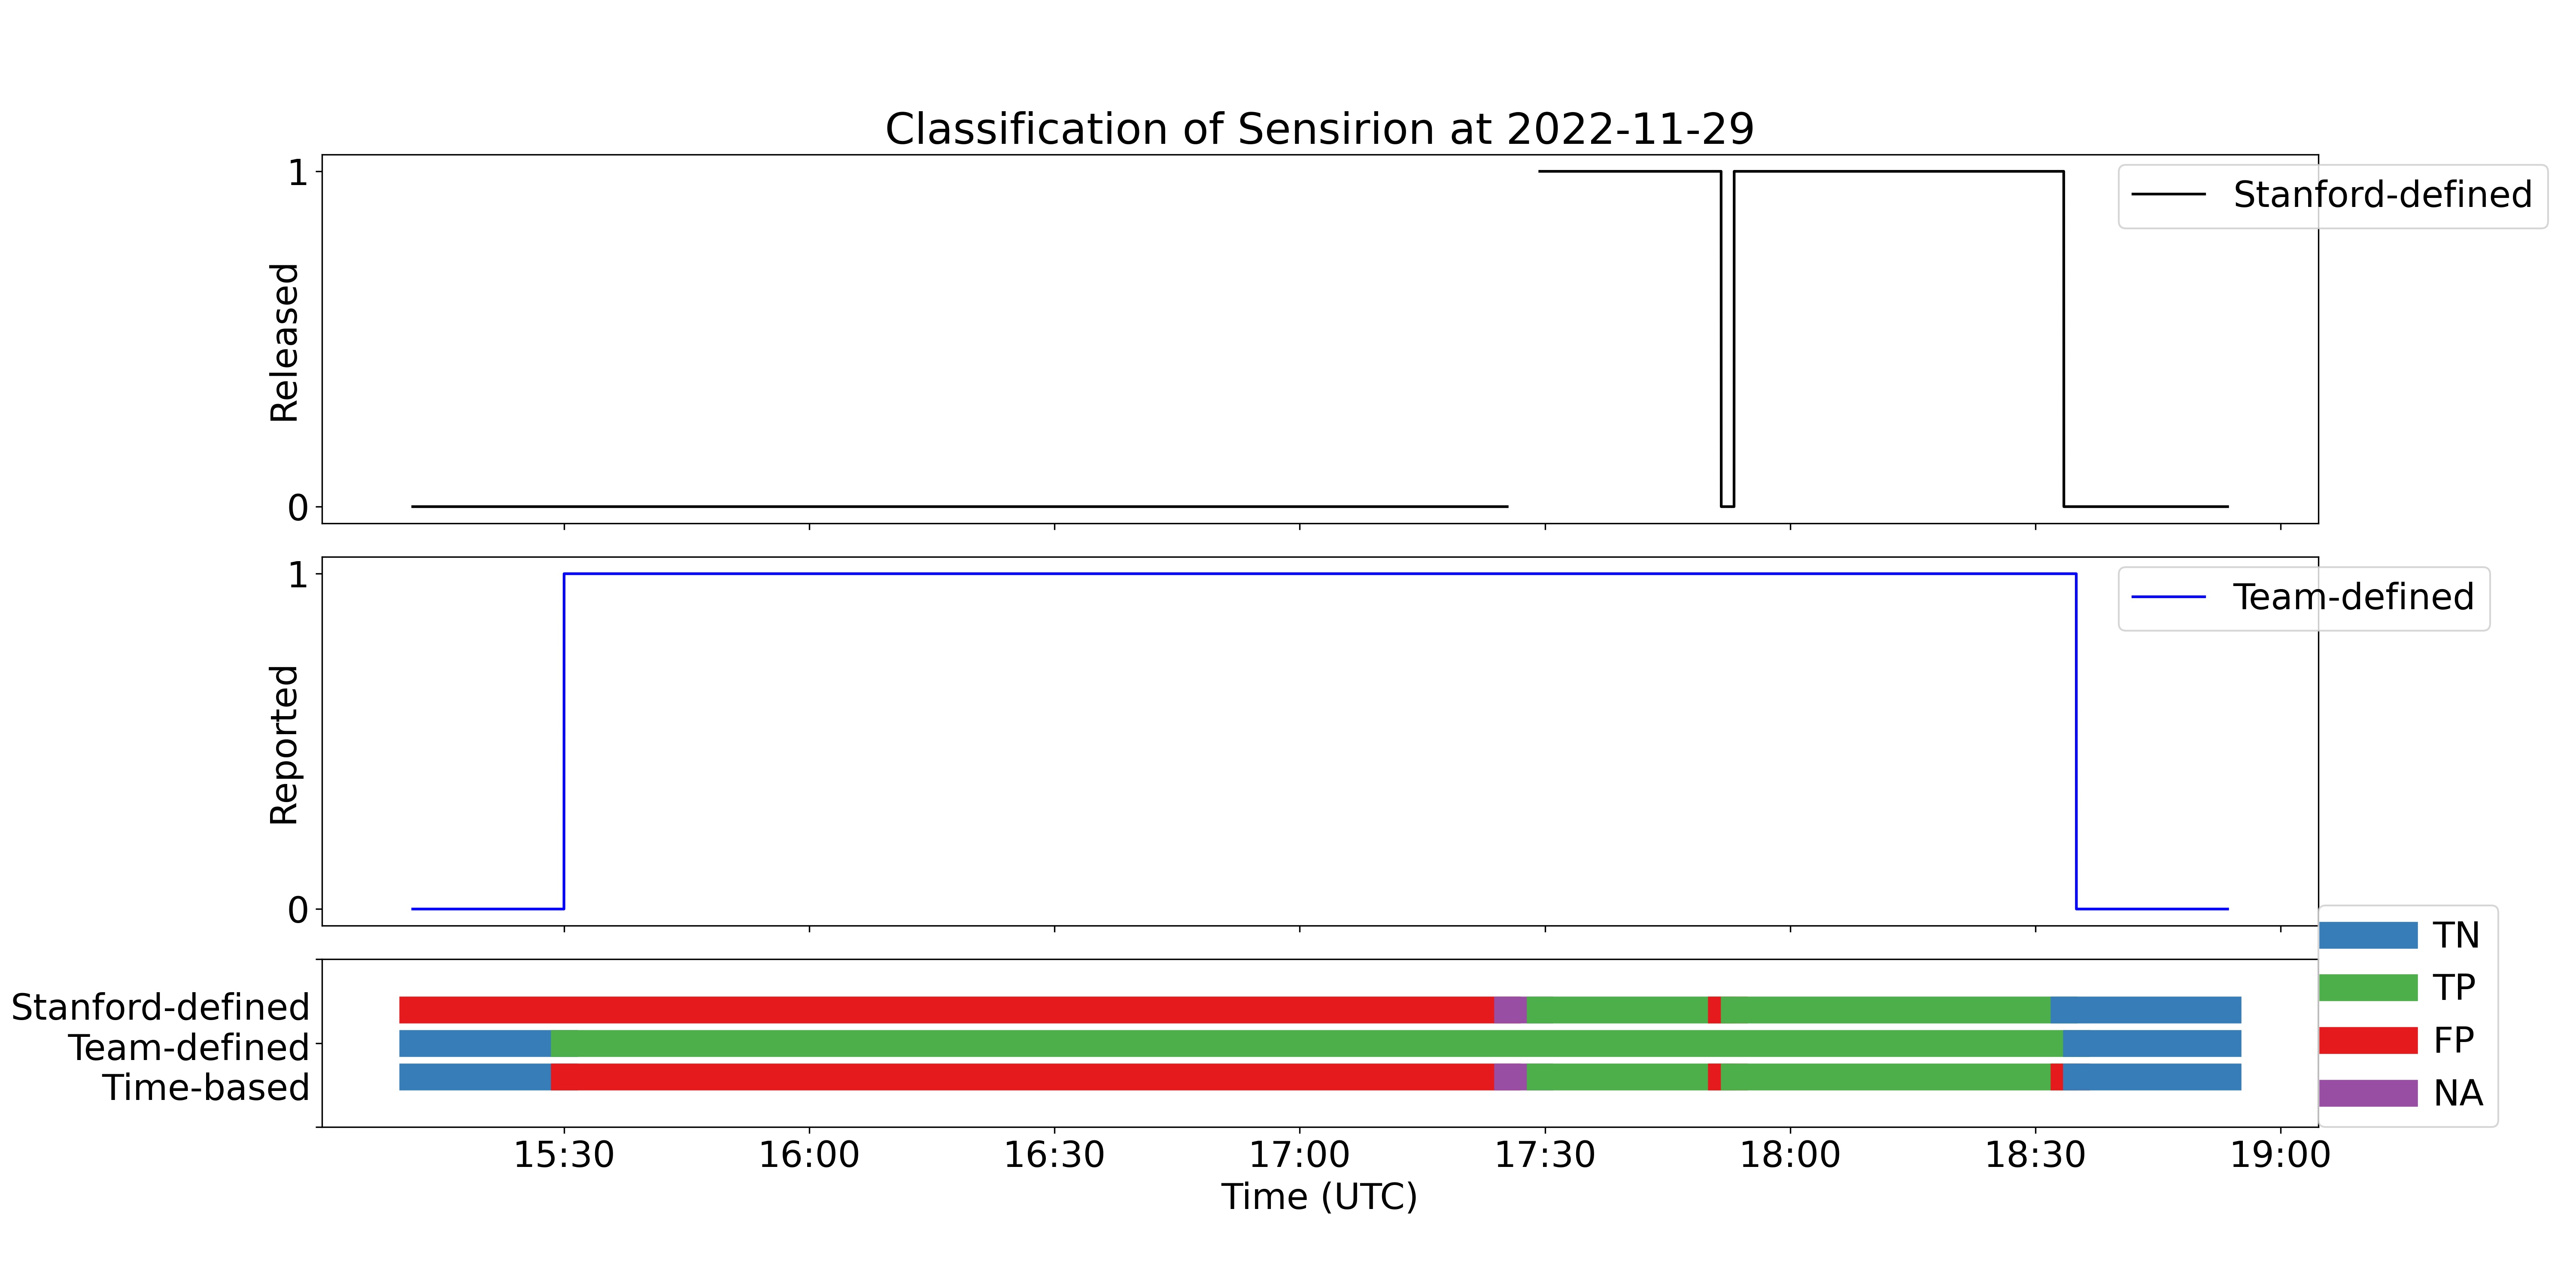 Classification of Sensirion at 2022-11-29
1
Released
0
Stanford-defined
1
Reported
0
Team-defined
Stanford-defined
Team-defined
Time-based
TN
TP
FP
NA
15:30 16:00 16:30 17:00 17:30 18:00 18:30 19:00
Time (UTC)